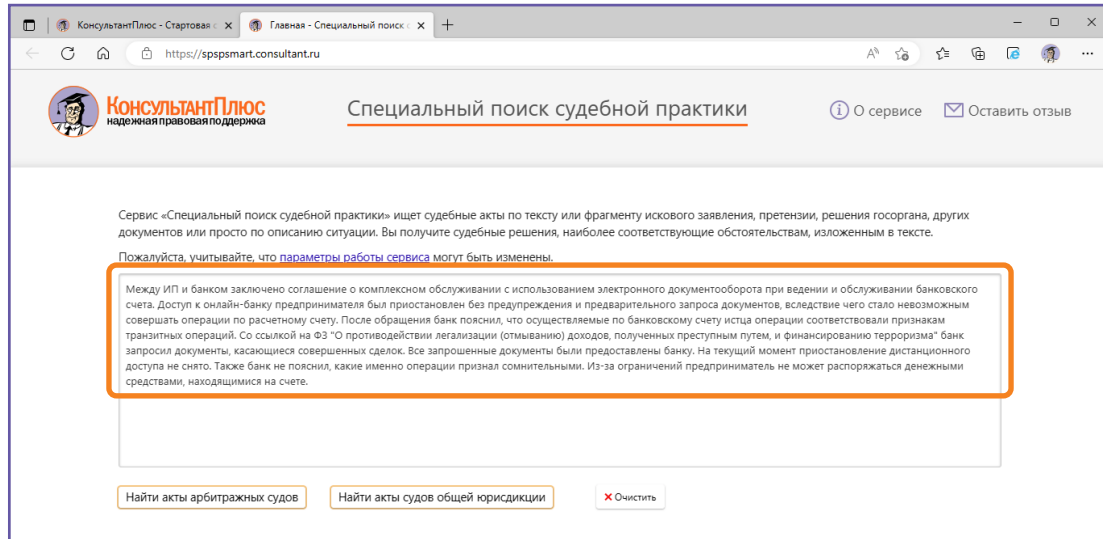 КонсультантПлюс - Стартовая с
Главная - Специальный поиск с
https://spspsmart.consultant.ru
КонсультантПлюс
надежная правовая поддержка
Специальный поиск судебной практики
О сервисе
Оставить отзыв
Сервис «Специальный поиск судебной практики» ищет судебные акты по тексту или фрагменту искового заявления, претензии, решения госоргана, других
документов или просто по описанию ситуации. Вы получите судебные решения, наиболее соответствующие обстоятельствам, изложенным в тексте.
Пожалуйста, учитывайте, что параметры работы сервиса могут быть изменены.
Между ИП и банком заключено соглашение о комплексном обслуживании с использованием электронного документооборота при ведении и обслуживании банковского
счета. Доступ к онлайн-банку предпринимателя был приостановлен без предупреждения и предварительного запроса документов, вследствие чего стало невозможным
совершать операции по расчетному счету. После обращения банк пояснил, что осуществляемые по банковскому счету истца операции соответствовали признакам
транзитных операций. Со ссылкой на ФЗ "О противодействии легализации (отмыванию) доходов, полученных преступным путем, и финансированию терроризма" банк
запросил документы, касающиеся совершенных сделок. Все запрошенные документы были предоставлены банку. На текущий момент приостановление дистанционного
доступа не снято. Также банк не пояснил, какие именно операции признал сомнительными. Из-за ограничений предприниматель не может распоряжаться денежными
средствами, находящимися на счете.
Найти акты арбитражных судов
Найти акты судов общей юрисдикции
Очистить